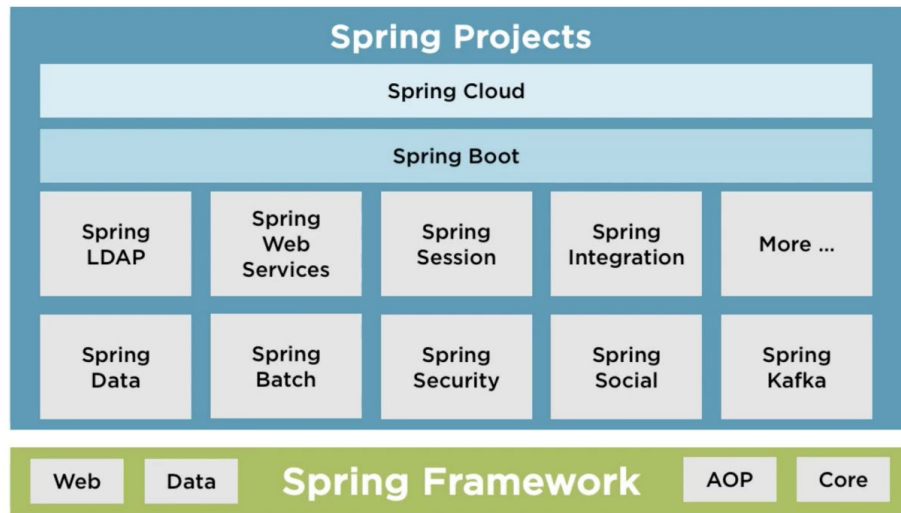 Spring Projects
Spring Cloud
Spring Boot
Spring
LDAP
Spring
Web
Services
Spring
Session
Spring
Integration
More ...
Spring
Data
Spring
Batch
Spring
Security
Spring
Social
Spring
Kafka
Web
Data
Spring Framework
AOP
Core